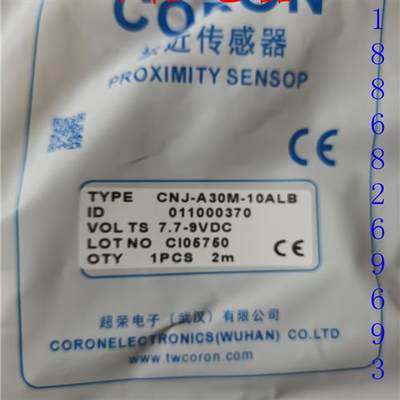 CORON
近传感器
PROXIMITY SENSOP
CE
TYPE CNJ-A30M-10ALB
ID 011000370
VOLTS 7.7-9VDC
LOT NO CI05750
QTY 1PCS 2m
CE
超荣电子(武汉)有限公司
CORONELECTRONICS(WUHAN) CO.LTD
www.twcoron.com
18868269693